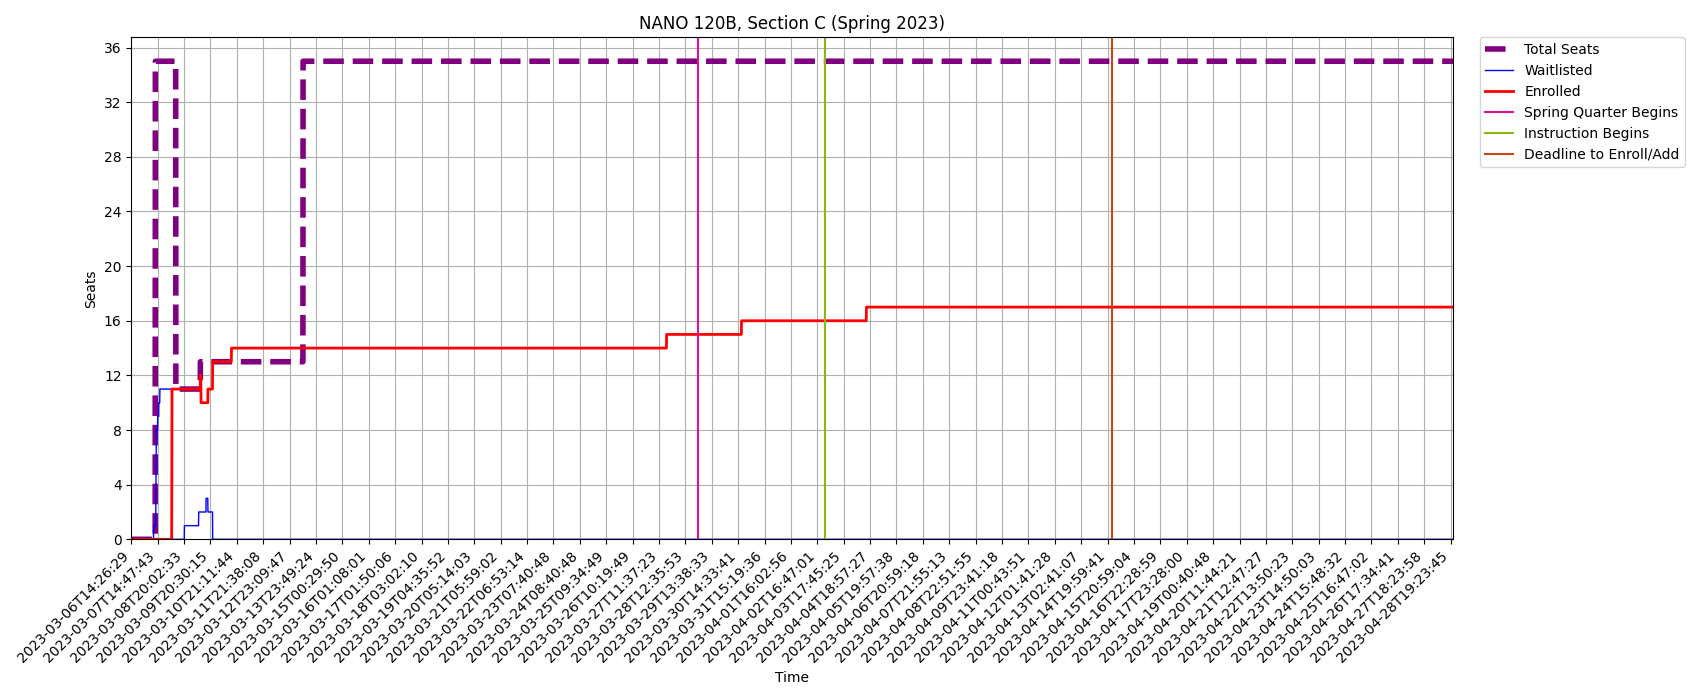 NANO 120B, Section C (Spring 2023)
36
32
28
24
20
16
12
8
4
0
Seats
2023-03-06T14:26:29
2023-03-07T14:47:43
2023-03-08T20:02:33
2023-03-09T20:30:15
2023-03-10T21:11:44
2023-03-11T21:38:08
2023-03-12T23:09:47
2023-03-13T23:49:24
2023-03-15T00:29:50
2023-03-16T01:08:01
2023-03-17T01:50:06
2023-03-18T03:02:10
2023-03-19T04:35:52
2023-03-20T05:14:03
2023-03-21T05:59:02
2023-03-22T06:53:14
2023-03-23T07:40:48
2023-03-24T08:40:48
2023-03-25T09:34:49
2023-03-26T10:19:49
2023-03-27T11:37:23
2023-03-28T12:35:53
2023-03-29T13:38:33
2023-03-30T14:33:41
2023-03-31T15:19:36
2023-04-01T16:02:56
2023-04-02T16:47:01
2023-04-03T17:45:25
2023-04-04T18:57:27
2023-04-05T19:57:38
2023-04-06T20:59:18
2023-04-07T21:55:13
2023-04-08T22:51:55
2023-04-09T23:41:18
2023-04-11T00:43:51
2023-04-12T01:41:28
2023-04-13T02:41:07
2023-04-14T19:59:41
2023-04-15T20:59:04
2023-04-16T22:28:59
2023-04-17T23:28:00
2023-04-19T00:40:48
2023-04-20T11:44:21
2023-04-21T12:47:27
2023-04-22T13:50:23
2023-04-23T14:50:03
2023-04-24T15:48:32
2023-04-25T16:47:02
2023-04-26T17:34:41
2023-04-27T18:23:58
2023-04-28T19:23:45
Time
Total Seats
Waitlisted
Enrolled
Spring Quarter Begins
Instruction Begins
Deadline to Enroll/Add